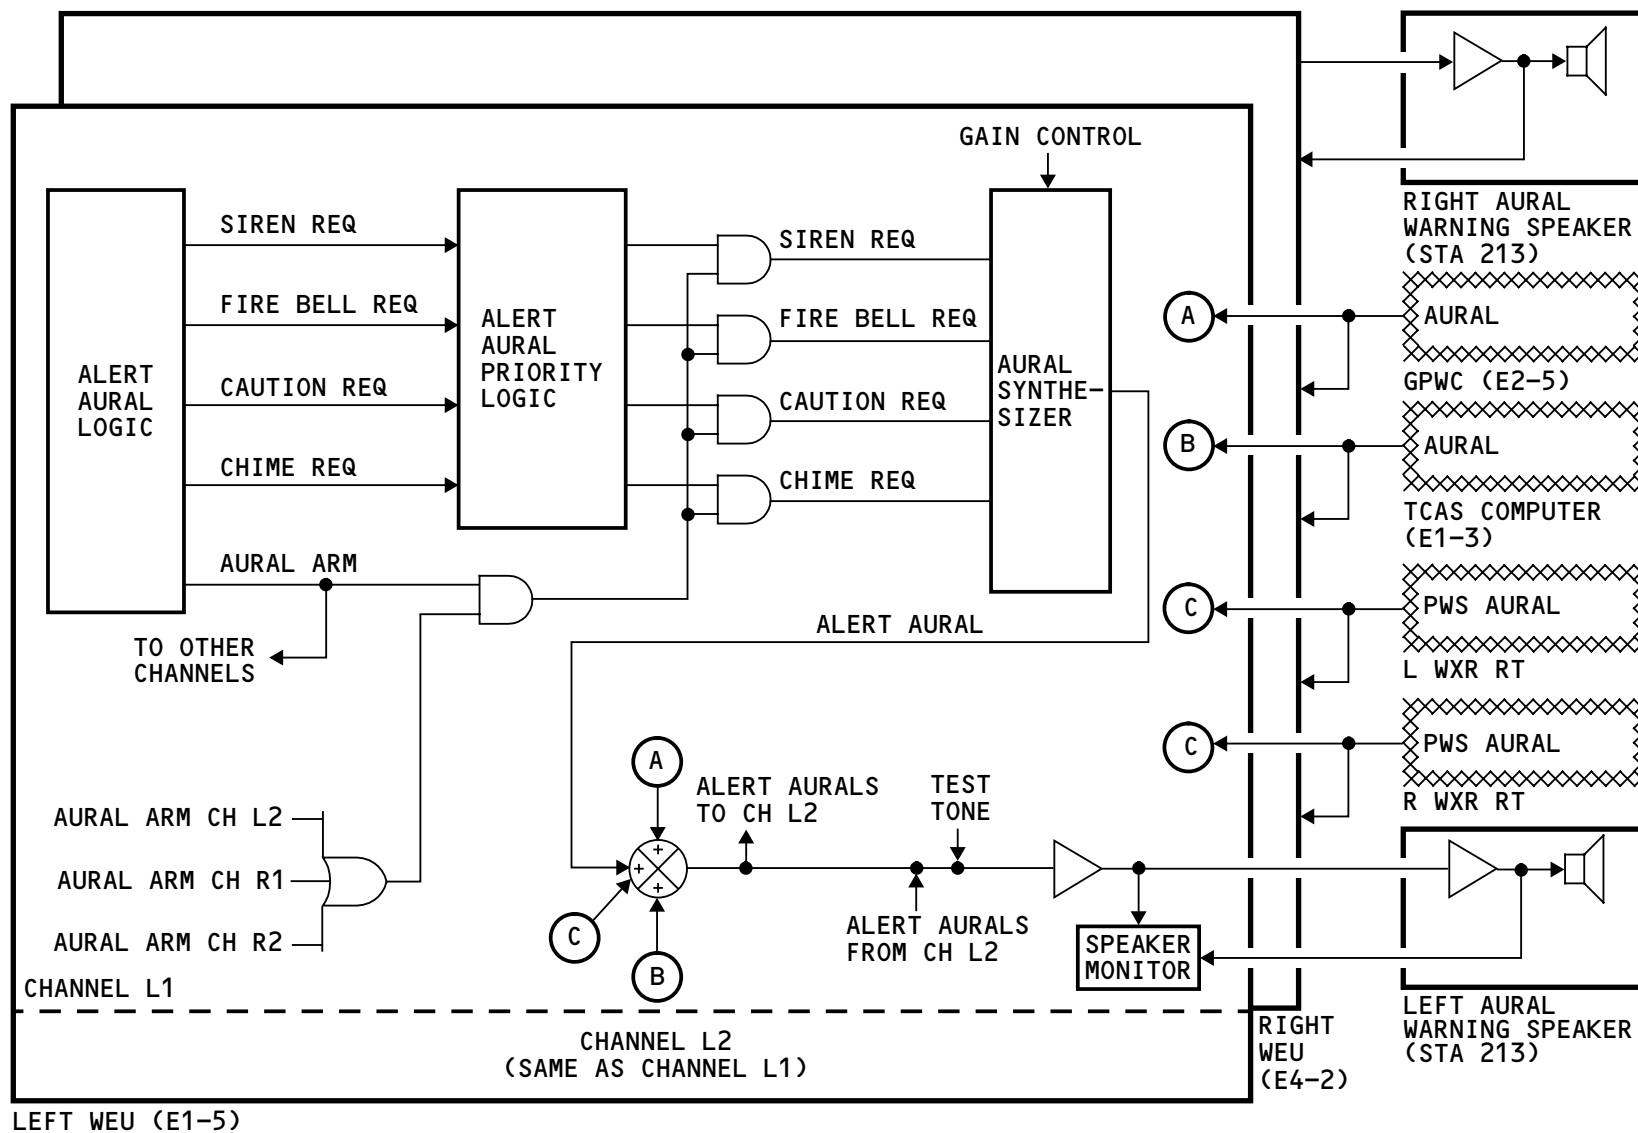 GAIN CONTROL
RIGHT AURAL
WARNING SPEAKER
(STA 213)
SIREN REQ
FIRE BELL REQ
CAUTION REQ
CHIME REQ
ALERT
AURAL
LOGIC
ALERT
AURAL
PRIORITY
LOGIC
SIREN REQ
FIRE BELL REQ
CAUTION REQ
CHIME REQ
AURAL
SYNTHE-
SIZER
A
AURAL
GPWC (E2-5)
B
AURAL
TCAS COMPUTER
(E1-3)
C
PWS AURAL
L WXR RT
C
PWS AURAL
R WXR RT
AURAL ARM
TO OTHER
CHANNELS
ALERT AURAL
AURAL ARM CH L2
AURAL ARM CH R1
AURAL ARM CH R2
A
+
+
+
C
B
ALERT AURALS
TO CH L2
TEST
TONE
ALERT AURALS
FROM CH L2
SPEAKER
MONITOR
LEFT AURAL
WARNING SPEAKER
(STA 213)
CHANNEL L1
CHANNEL L2
(SAME AS CHANNEL L1)
RIGHT
WEU
(E4-2)
LEFT WEU (E1-5)